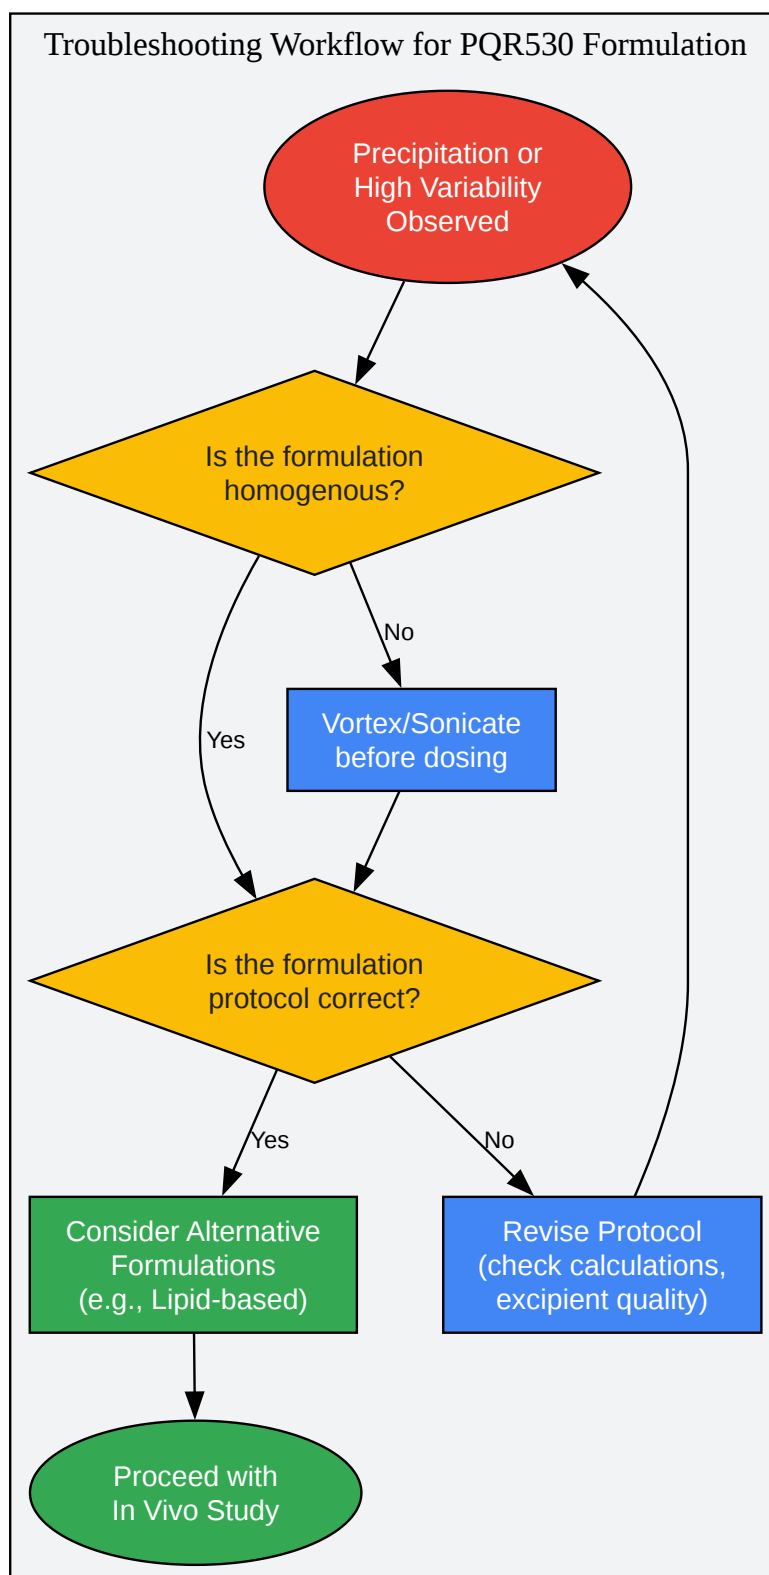 Troubleshooting Workflow for PQR530 Formulation
Precipitation or
High Variability
Observed
Is the formulation
homogenous?
No
Yes
Vortex/Sonicate
before dosing
Is the formulation
protocol correct?
Yes
No
Consider Alternative
Formulations
(e.g., Lipid-based)
Revise Protocol
(check calculations,
excipient quality)
Proceed with
In Vivo Study